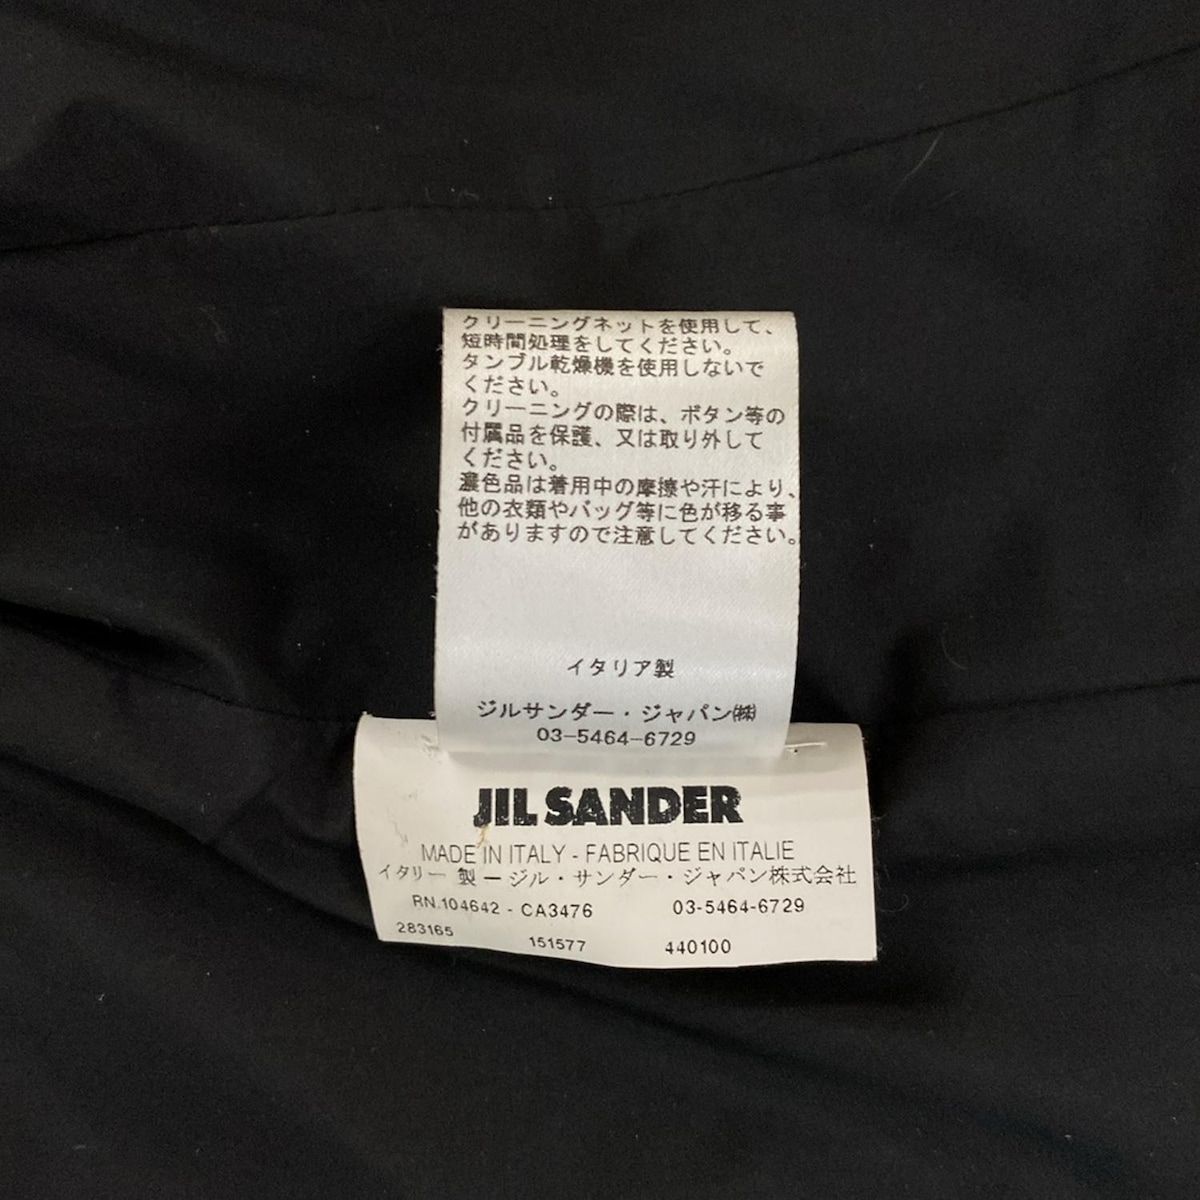 クリーニングネットを使用して、
短時間処理をしてください。
タンブル乾燥機を使用しないで
ください。
クリーニングの際は、ボタン等の
付属品を保護、又は取り外して
ください。
濃色品は着用中の摩擦や汗により、
他の衣類やバッグ等に色が移る事
がありますので注意してください。
イタリア製
ジルサンダー・ジャパン㈱
03-5464-6729
JIL SANDER
MADE IN ITALY - FABRIQUE EN ITALIE
イタリー 製 ージル・サンダー・ジャパン株式会社
RN.104642 - CA3476 03-5464-6729
283165 151577 440100